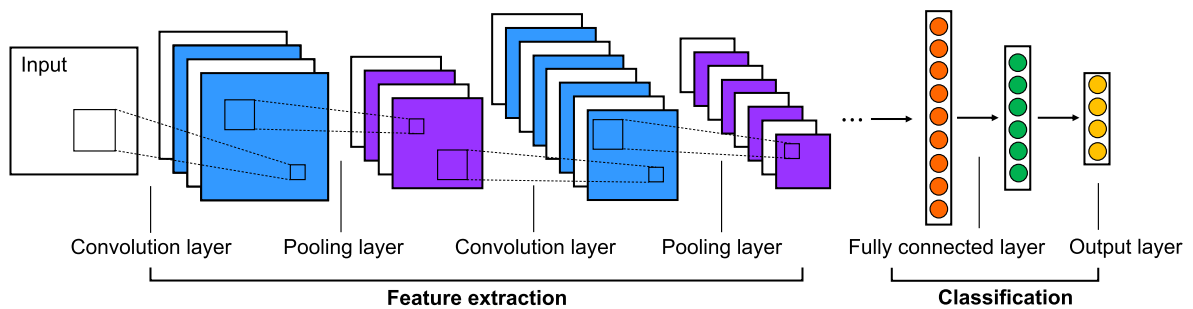 Input
...
Convolution layer
Pooling layer
Convolution layer
Pooling layer
Fully connected layer
Output layer
Feature extraction
Classification